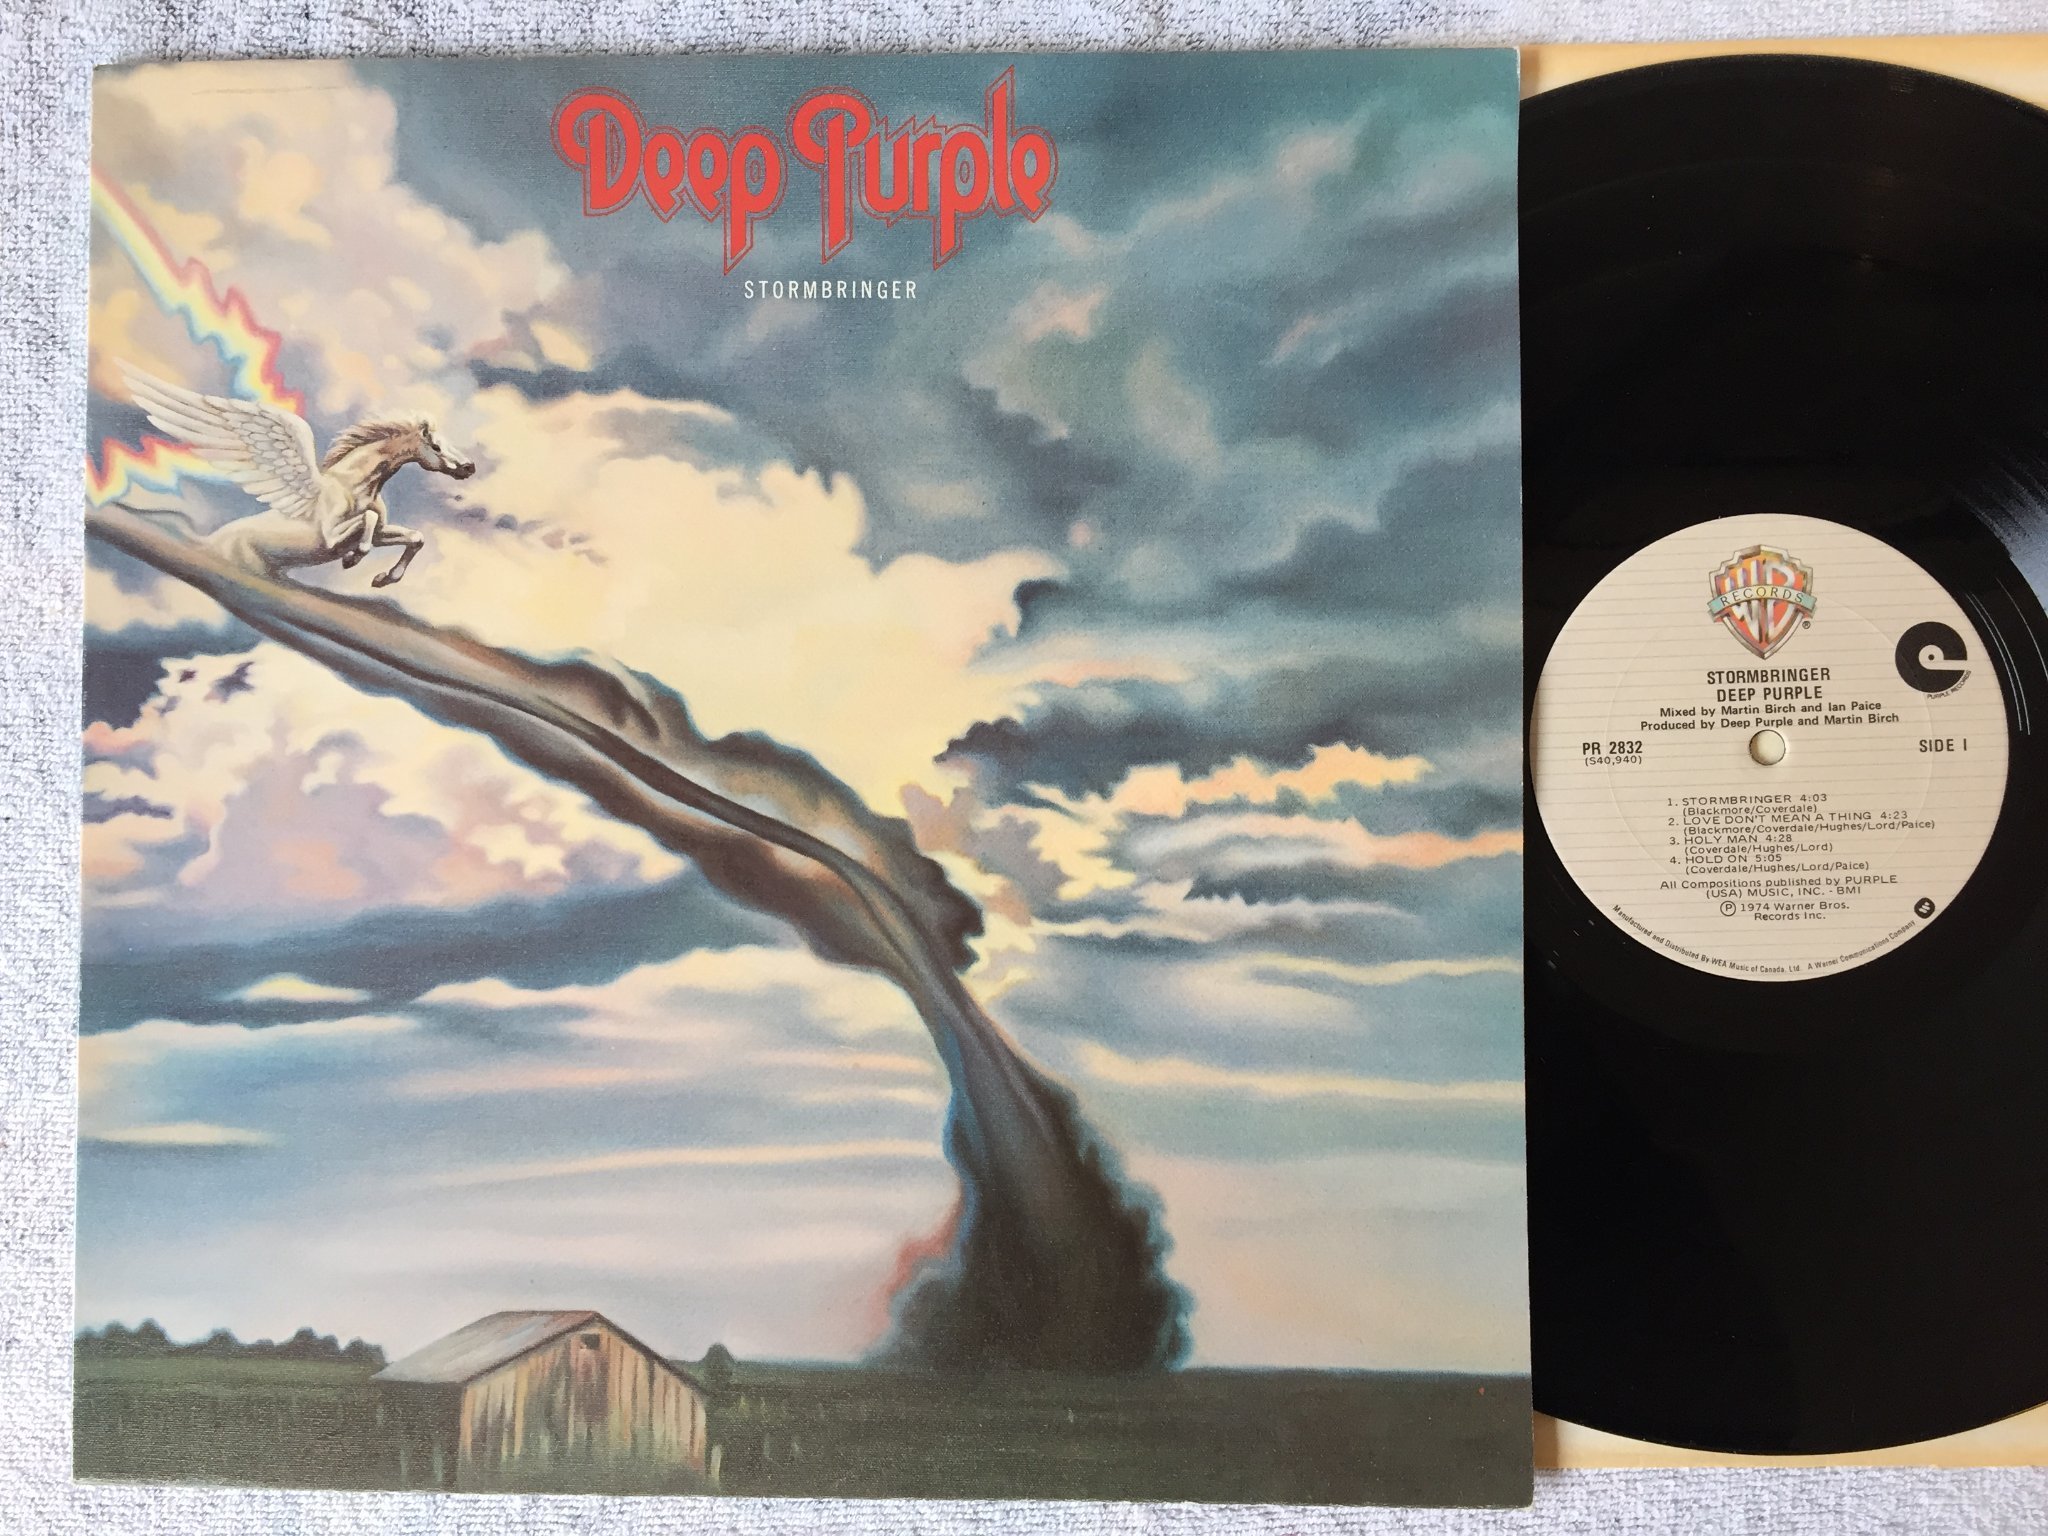 Deep Purple
STORMBRINGER
RECORDS
®
PURPLE RECORDS
STORMBRINGER
DEEP PURPLE
Mixed by Martin Birch and Ian Paice
Produced by Deep Purple and Martin Birch
PR 2832
(S40,940)
SIDE 1
1. STORMBRINGER 4:03
(Blackmore/Coverdale)
2. LOVE DON'T MEAN A THING 4:23
(Blackmore/Coverdale/Hughes/Lord/Paice)
3. HOLY MAN 4:28
(Coverdale/Hughes/Lord)
4. HOLD ON 5:05
(Coverdale/Hughes/Lord/Paice)
All Compositions published by PURPLE
(USA) MUSIC, INC. - BMI
Ⓟ 1974 Warner Bros.
Records Inc.
Manufactured and Distributed By WEA Music of Canada, Ltd. A Warner Communications Company